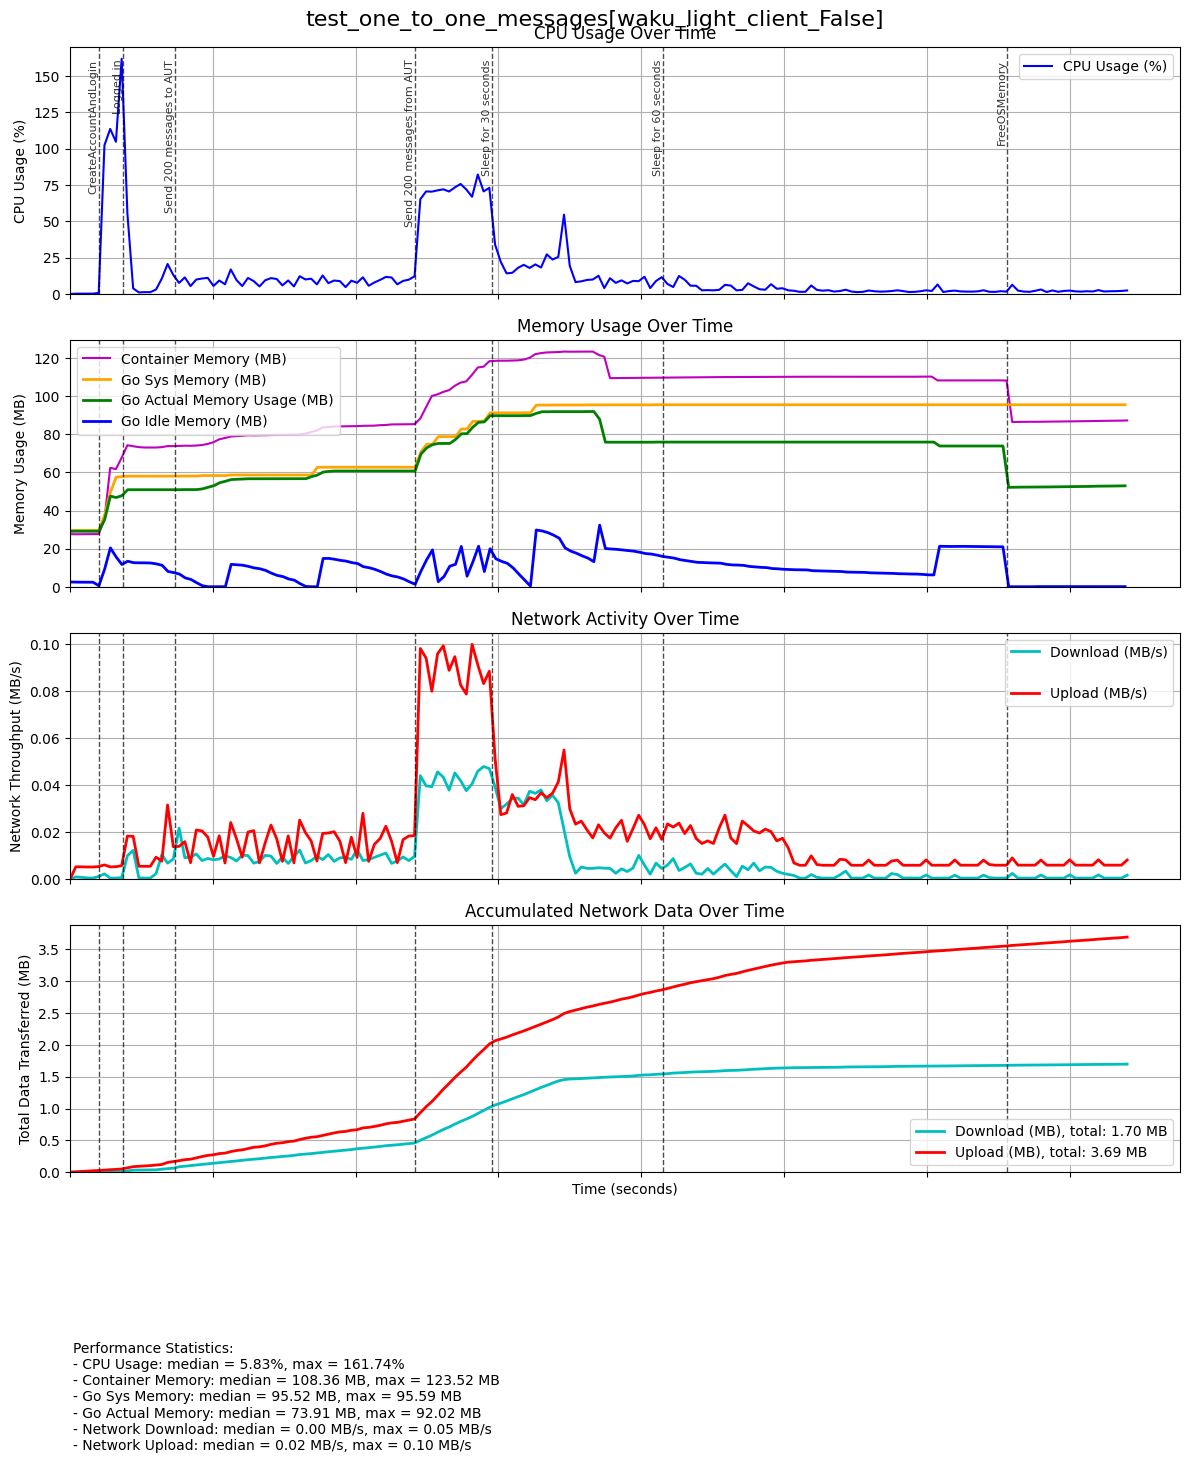 test_one_to_one_messages[waku_light_client_False]
CPU Usage Over Time
CPU Usage (%)
150
125
100
75
50
25
0
CreateAccountAndLogin
Logged in
Send 200 messages to AUT
Send 200 messages from AUT
Sleep for 30 seconds
Sleep for 60 seconds
FreeOSMemory
CPU Usage (%)
Memory Usage Over Time
Memory Usage (MB)
120
100
80
60
40
20
0
Container Memory (MB)
Go Sys Memory (MB)
Go Actual Memory Usage (MB)
Go Idle Memory (MB)
Network Activity Over Time
Network Throughput (MB/s)
0.10
0.08
0.06
0.04
0.02
0.00
Download (MB/s)
Upload (MB/s)
Accumulated Network Data Over Time
Total Data Transferred (MB)
3.5
3.0
2.5
2.0
1.5
1.0
0.5
0.0
Download (MB), total: 1.70 MB
Upload (MB), total: 3.69 MB
Time (seconds)
Performance Statistics:
- CPU Usage: median = 5.83%, max = 161.74%
- Container Memory: median = 108.36 MB, max = 123.52 MB
- Go Sys Memory: median = 95.52 MB, max = 95.59 MB
- Go Actual Memory: median = 73.91 MB, max = 92.02 MB
- Network Download: median = 0.00 MB/s, max = 0.05 MB/s
- Network Upload: median = 0.02 MB/s, max = 0.10 MB/s